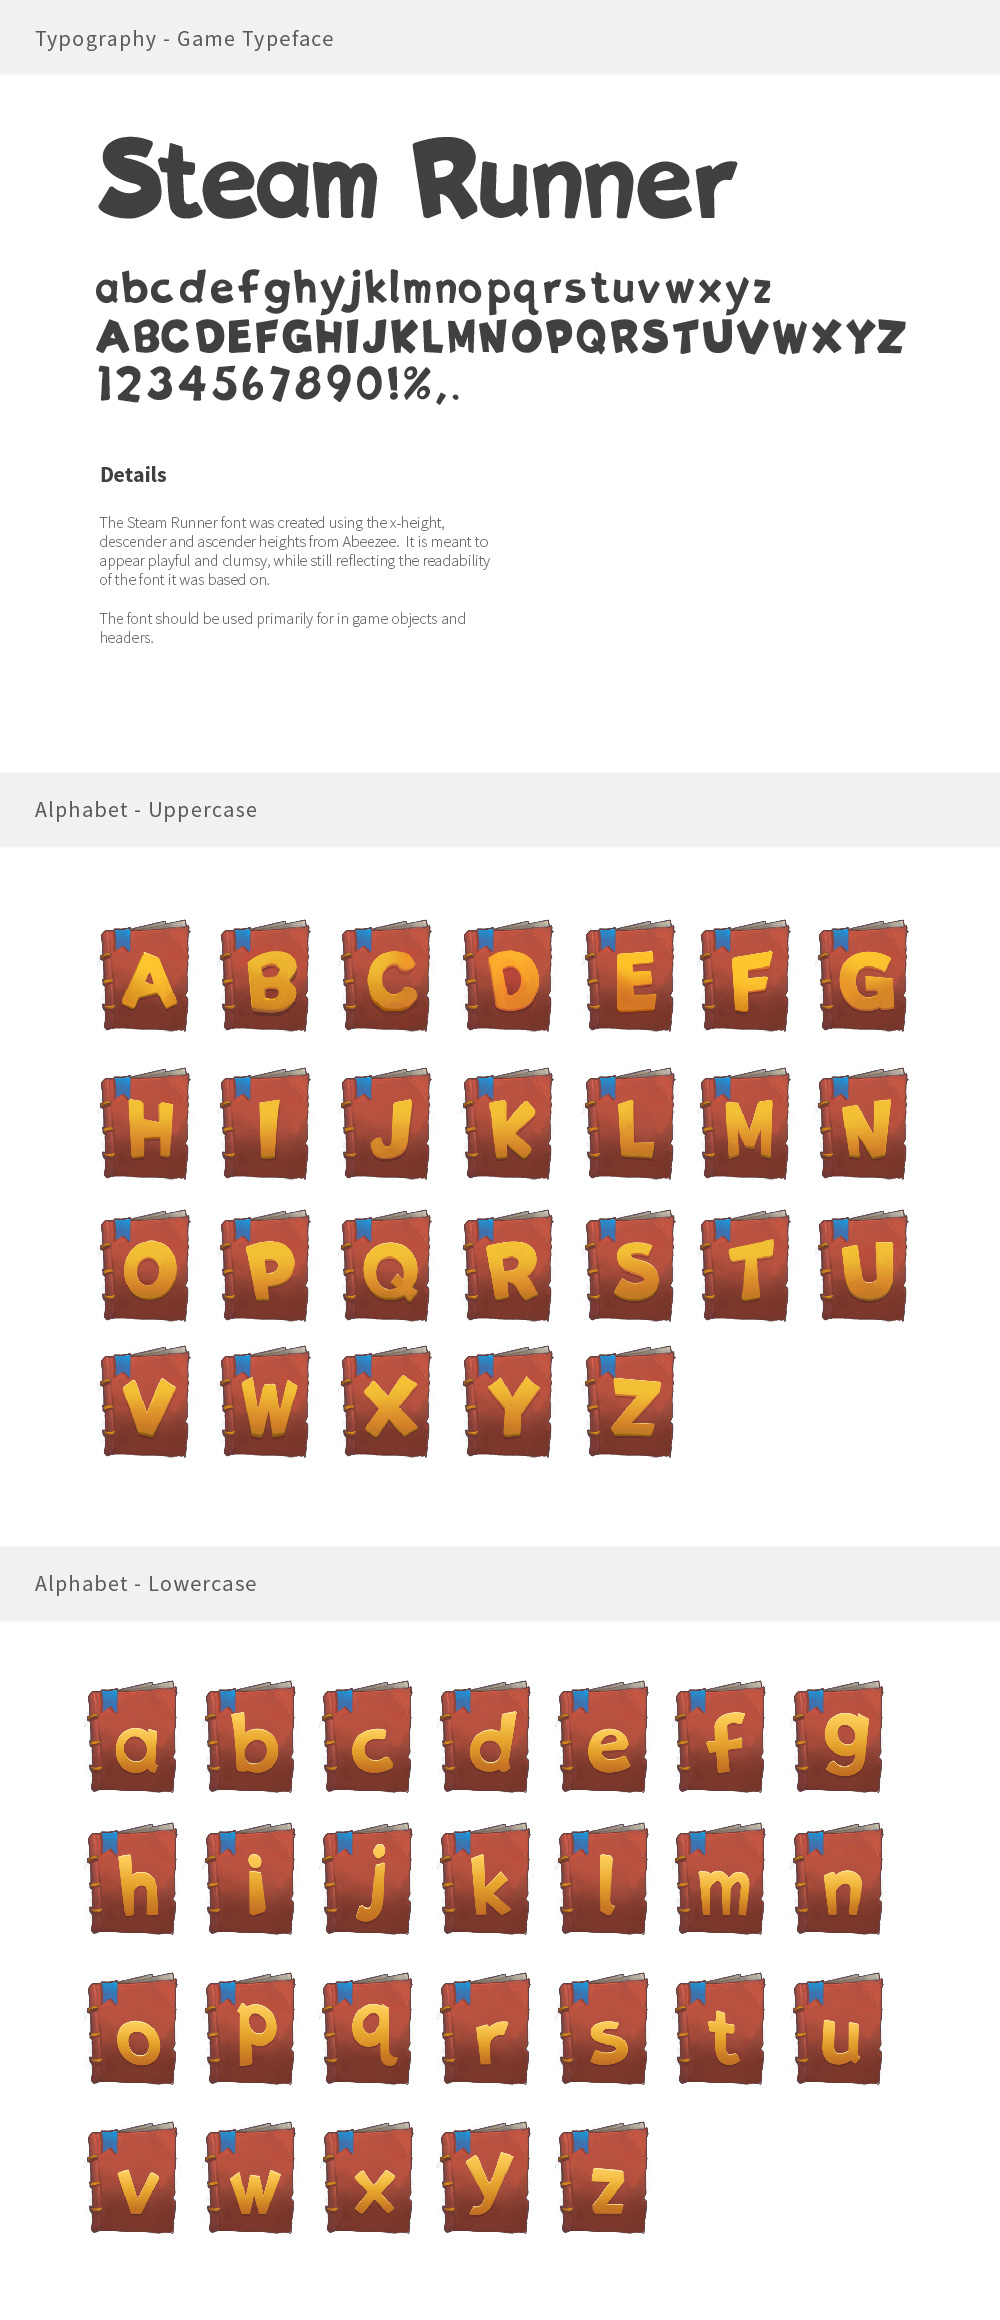 Typography - Game Typeface
Steam Runner
abcdefghyjklmnopqrstuvwxyz
ABCDEFGHIJKLMNOPQRSTUVWXYZ
1234567890!%,.
Details
The Steam Runner font was created using the x-height,
descender and ascender heights from Abeezee. It is meant to
appear playful and clumsy, while still reflecting the readability
of the font it was based on.
The font should be used primarily for in game objects and
headers.
Alphabet - Uppercase
A B C D E F G
H I J K L M N
O P Q R S T U
V W X Y Z
Alphabet - Lowercase
a b c d e f g
h i j k l m n
o p q r s t u
v w x y z